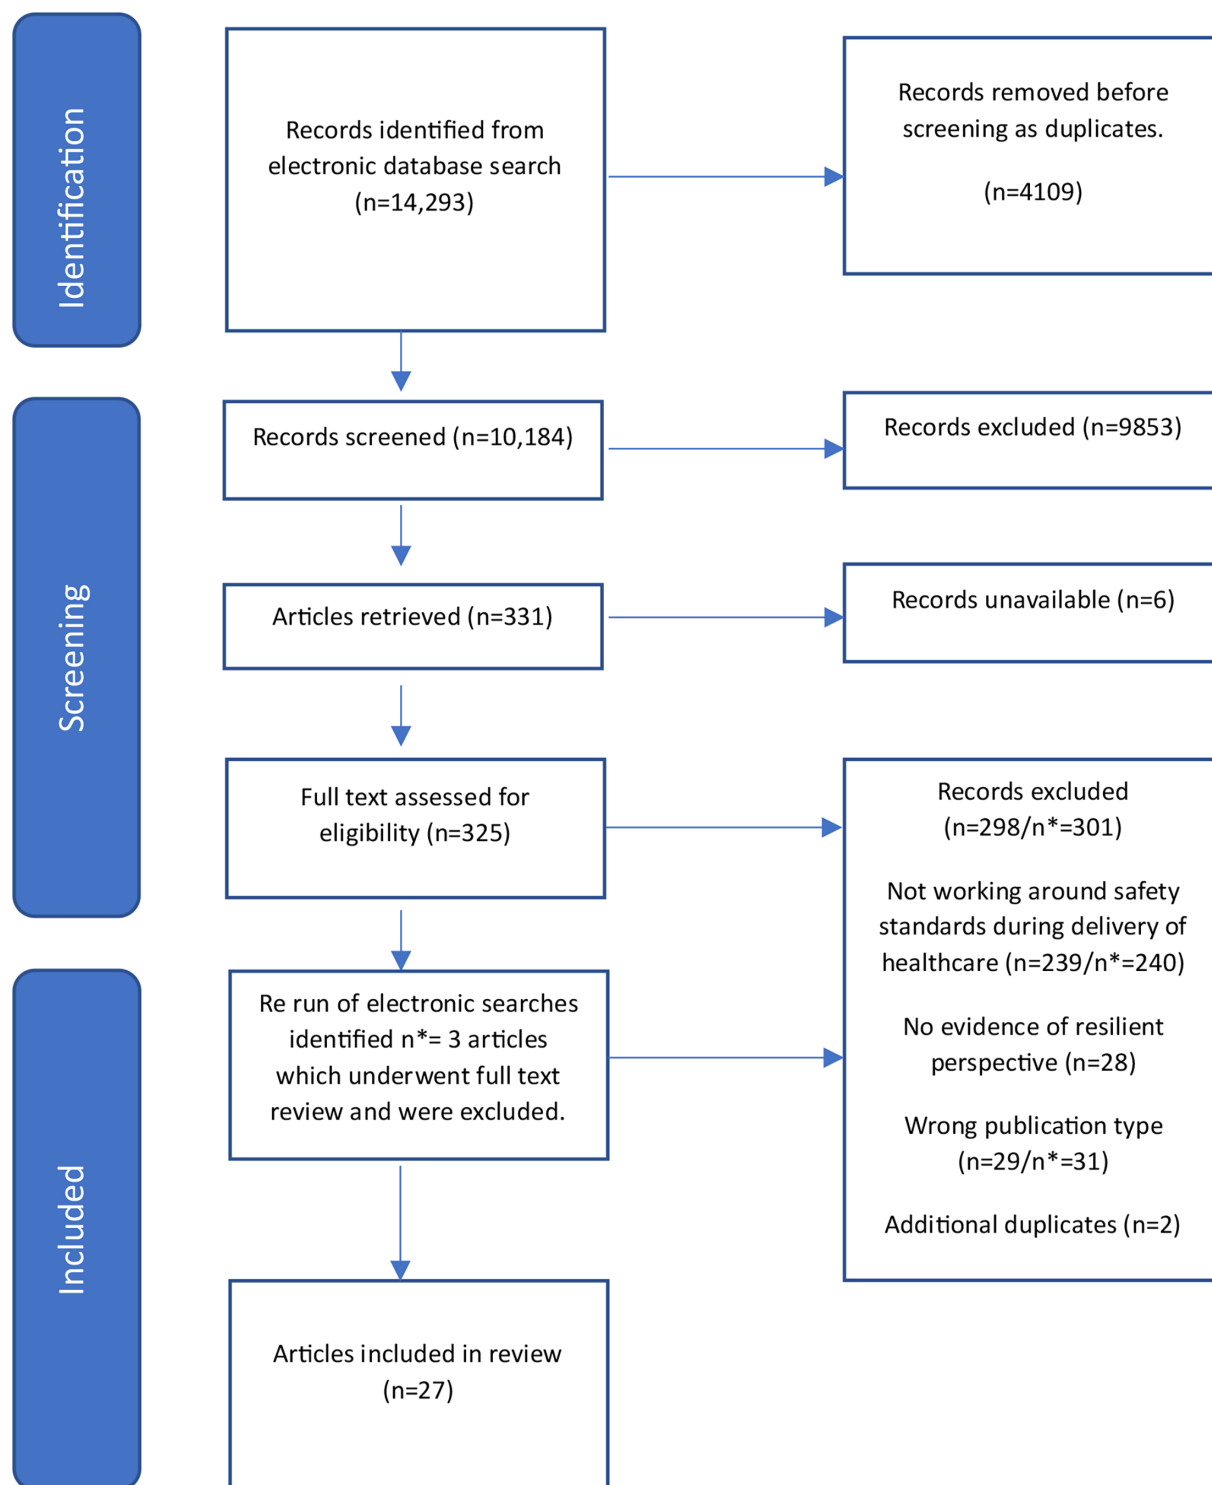 Identification
Records identified from
electronic database search
(n=14,293)
Records removed before
screening as duplicates.
(n=4109)
Screening
Records screened (n=10,184)
Records excluded (n=9853)
Articles retrieved (n=331)
Records unavailable (n=6)
Full text assessed for
eligibility (n=325)
Records excluded
(n=298/n*=301)
Not working around safety
standards during delivery of
healthcare (n=239/n*=240)
No evidence of resilient
perspective (n=28)
Wrong publication type
(n=29/n*=31)
Additional duplicates (n=2)
Included
Re run of electronic searches
identified n*= 3 articles
which underwent full text
review and were excluded.
Articles included in review
(n=27)